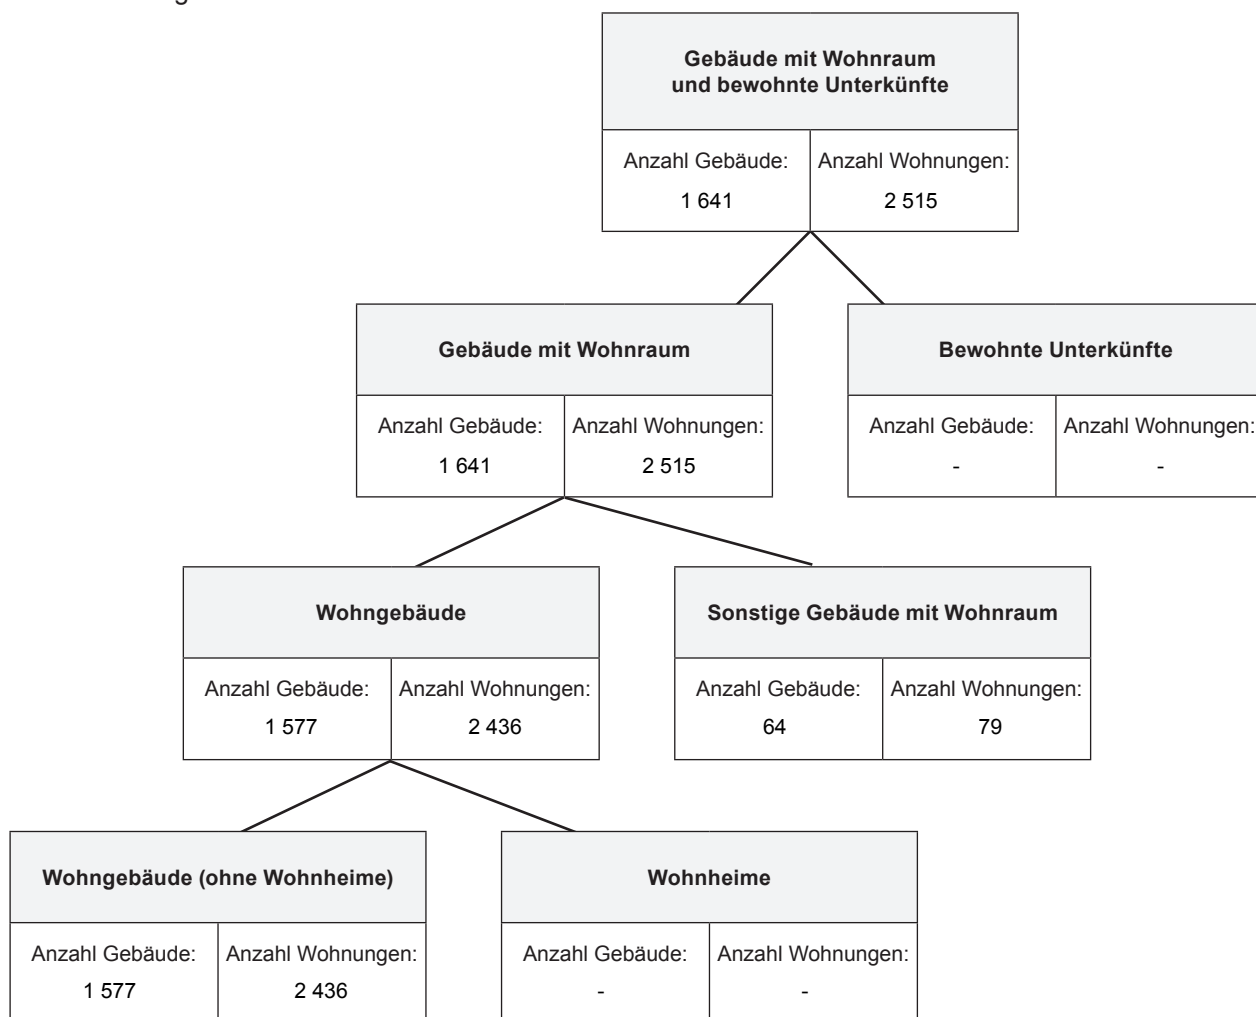 Gebäude mit Wohnraum
und bewohnte Unterkünfte
Anzahl Gebäude: Anzahl Wohnungen:
1 641 2 515
Gebäude mit Wohnraum
Anzahl Gebäude: Anzahl Wohnungen:
1 641 2 515
Bewohnte Unterkünfte
Anzahl Gebäude: Anzahl Wohnungen:
- -
Wohngebäude
Anzahl Gebäude: Anzahl Wohnungen:
1 577 2 436
Sonstige Gebäude mit Wohnraum
Anzahl Gebäude: Anzahl Wohnungen:
64 79
Wohngebäude (ohne Wohnheime)
Anzahl Gebäude: Anzahl Wohnungen:
1 577 2 436
Wohnheime
Anzahl Gebäude: Anzahl Wohnungen:
- -